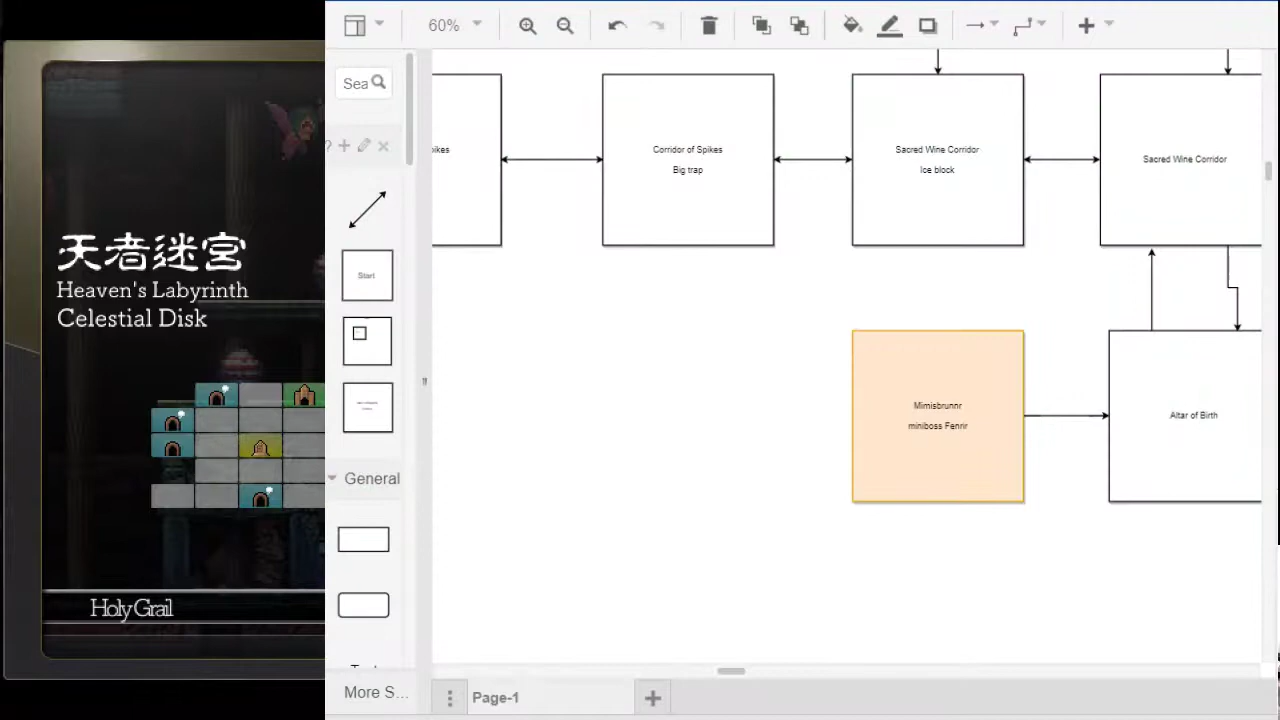 天者迷宮
Heaven's Labyrinth
Celestial Disk
Holy Grail
60%
Sea
Start
General
More S...
ikes
Corridor of Spikes
Big trap
Sacred Wine Corridor
Ice block
Sacred Wine Corridor
Mimisbrunnr
miniboss Fenrir
Altar of Birth
Page-1